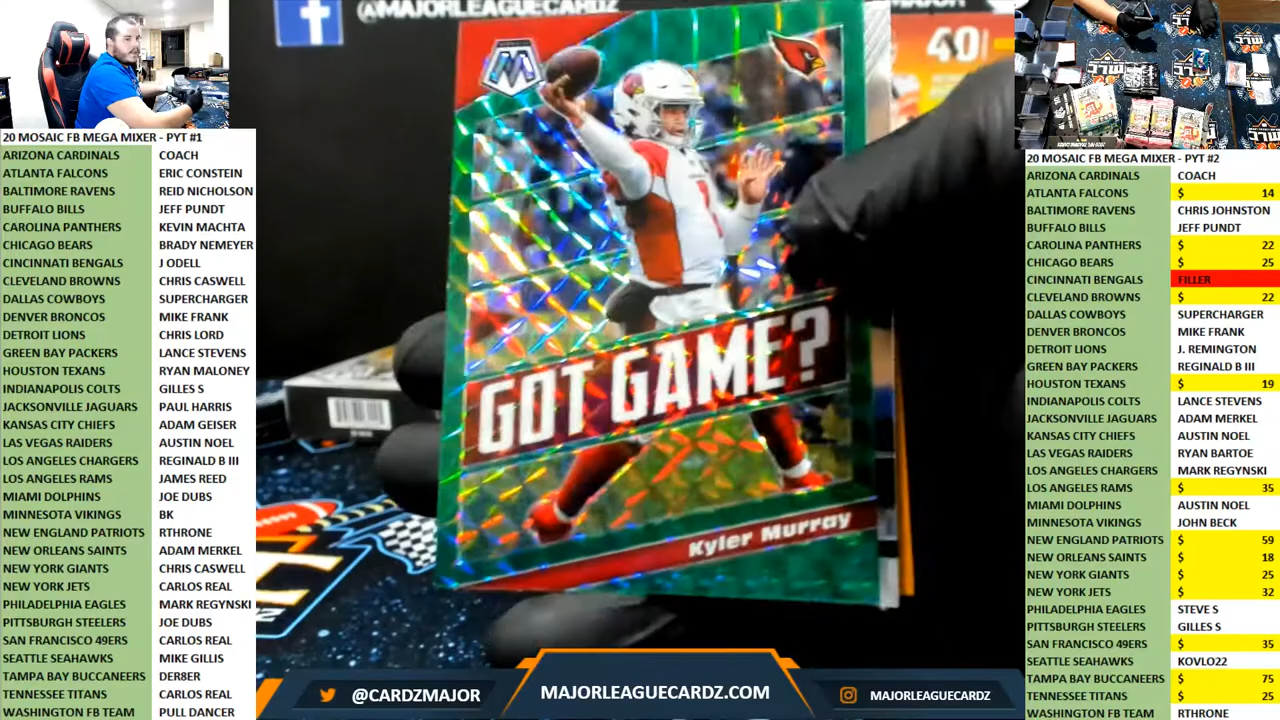 @MAJORLEAGUECARDZ
40
20 MOSAIC FB MEGA MIXER - PYT #1
ARIZONA CARDINALS COACH
ATLANTA FALCONS ERIC CONSTEIN
BALTIMORE RAVENS REID NICHOLSON
BUFFALO BILLS JEFF PUNDT
CAROLINA PANTHERS KEVIN MACHTA
CHICAGO BEARS BRADY NEMEYER
CINCINNATI BENGALS J ODELL
CLEVELAND BROWNS CHRIS CASWELL
DALLAS COWBOYS SUPERCHARGER
DENVER BRONCOS MIKE FRANK
DETROIT LIONS CHRIS LORD
GREEN BAY PACKERS LANCE STEVENS
HOUSTON TEXANS RYAN MALONEY
INDIANAPOLIS COLTS GILLES S
JACKSONVILLE JAGUARS PAUL HARRIS
KANSAS CITY CHIEFS ADAM GEISER
LAS VEGAS RAIDERS AUSTIN NOEL
LOS ANGELES CHARGERS REGINALD B III
LOS ANGELES RAMS JAMES REED
MIAMI DOLPHINS JOE DUBS
MINNESOTA VIKINGS BK
NEW ENGLAND PATRIOTS RTHRONE
NEW ORLEANS SAINTS ADAM MERKEL
NEW YORK GIANTS CHRIS CASWELL
NEW YORK JETS CARLOS REAL
PHILADELPHIA EAGLES MARK REGYNSKI
PITTSBURGH STEELERS JOE DUBS
SAN FRANCISCO 49ERS CARLOS REAL
SEATTLE SEAHAWKS MIKE GILLIS
TAMPA BAY BUCCANEERS DER8ER
TENNESSEE TITANS CARLOS REAL
WASHINGTON FB TEAM PULL DANCER
GOT GAME?
Kyler Murray
1
@CARDZMAJOR
MAJORLEAGUECARDZ.COM
MAJORLEAGUECARDZ
20 MOSAIC FB MEGA MIXER - PYT #2
ARIZONA CARDINALS COACH
ATLANTA FALCONS $ 14
BALTIMORE RAVENS CHRIS JOHNSTON
BUFFALO BILLS JEFF PUNDT
CAROLINA PANTHERS $ 22
CHICAGO BEARS $ 25
CINCINNATI BENGALS FILLER
CLEVELAND BROWNS $ 22
DALLAS COWBOYS SUPERCHARGER
DENVER BRONCOS MIKE FRANK
DETROIT LIONS J. REMINGTON
GREEN BAY PACKERS REGINALD B III
HOUSTON TEXANS $ 19
INDIANAPOLIS COLTS LANCE STEVENS
JACKSONVILLE JAGUARS ADAM MERKEL
KANSAS CITY CHIEFS AUSTIN NOEL
LAS VEGAS RAIDERS RYAN BARTOE
LOS ANGELES CHARGERS MARK REGYNSKI
LOS ANGELES RAMS $ 35
MIAMI DOLPHINS AUSTIN NOEL
MINNESOTA VIKINGS JOHN BECK
NEW ENGLAND PATRIOTS $ 59
NEW ORLEANS SAINTS $ 18
NEW YORK GIANTS $ 25
NEW YORK JETS $ 32
PHILADELPHIA EAGLES STEVE S
PITTSBURGH STEELERS GILLES S
SAN FRANCISCO 49ERS $ 35
SEATTLE SEAHAWKS KOVLO22
TAMPA BAY BUCCANEERS $ 75
TENNESSEE TITANS $ 25
WASHINGTON FB TEAM RTHRONE